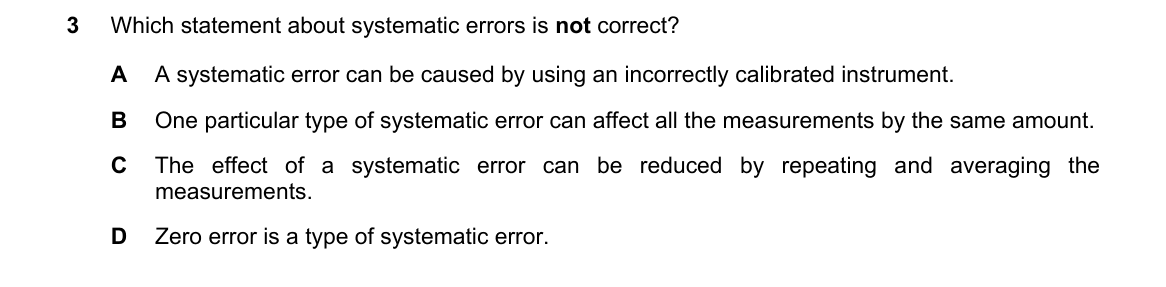 3 Which statement about systematic errors is not correct?
A A systematic error can be caused by using an incorrectly calibrated instrument.
B One particular type of systematic error can affect all the measurements by the same amount.
C The effect of a systematic error can be reduced by repeating and averaging the
measurements.
D Zero error is a type of systematic error.